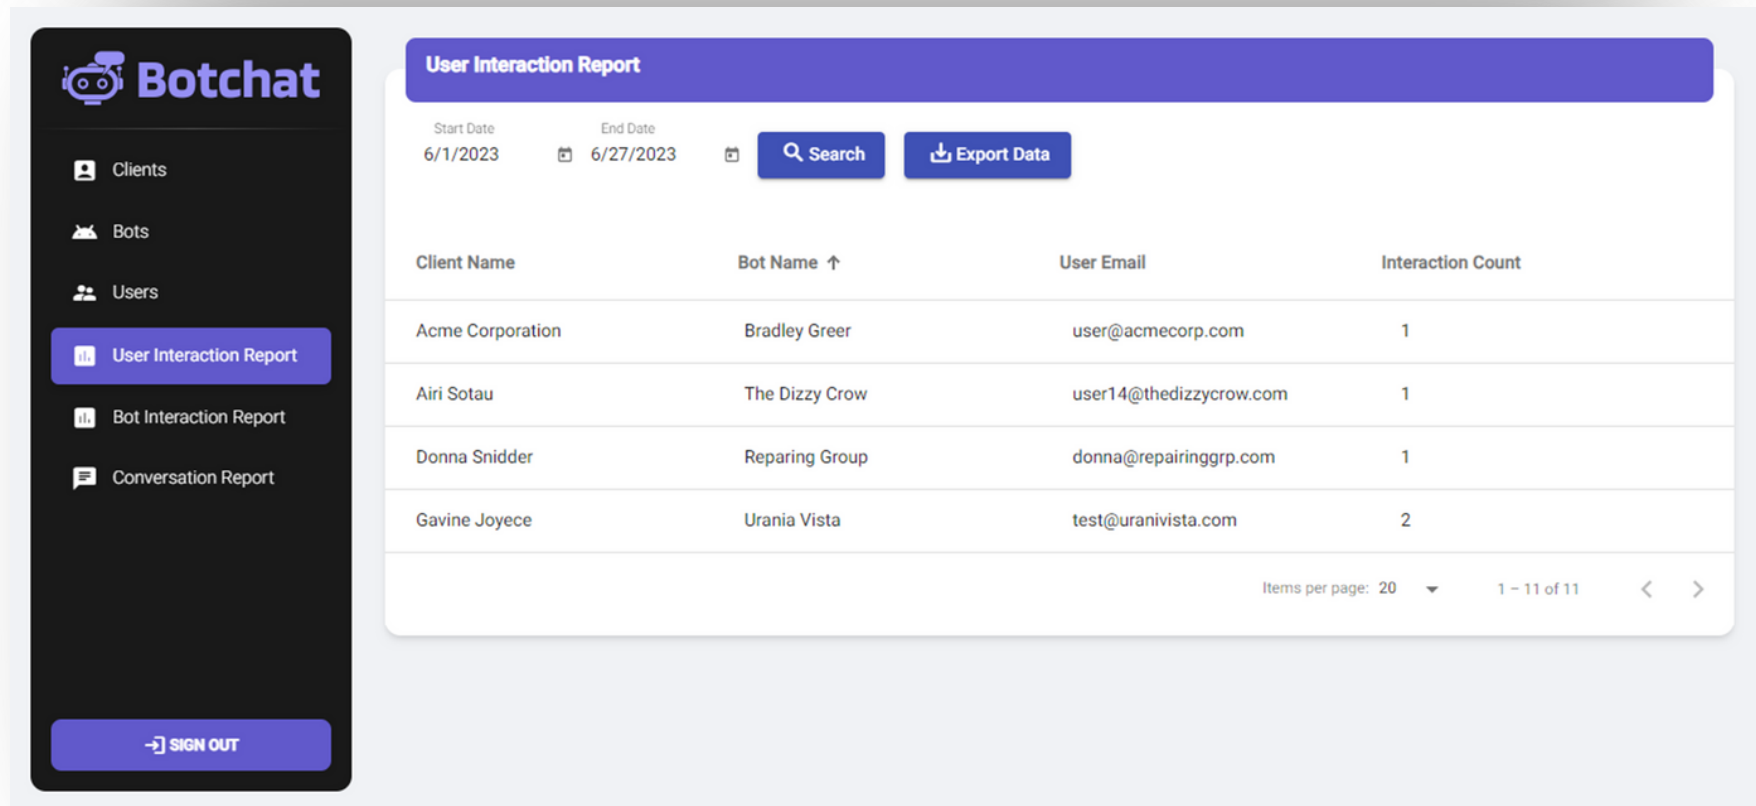 Botchat
Clients
Bots
Users
User Interaction Report
Bot Interaction Report
Conversation Report
SIGN OUT
User Interaction Report
Start Date End Date
6/1/2023 6/27/2023 Search Export Data
Client Name Bot Name User Email Interaction Count
Acme Corporation Bradley Greer user@acmecorp.com 1
Airi Sotau The Dizzy Crow user14@thedizzycrow.com 1
Donna Snidder Reparing Group donna@repairinggrp.com 1
Gavine Joyece Urania Vista test@uranivista.com 2
Items per page: 20 1 – 11 of 11